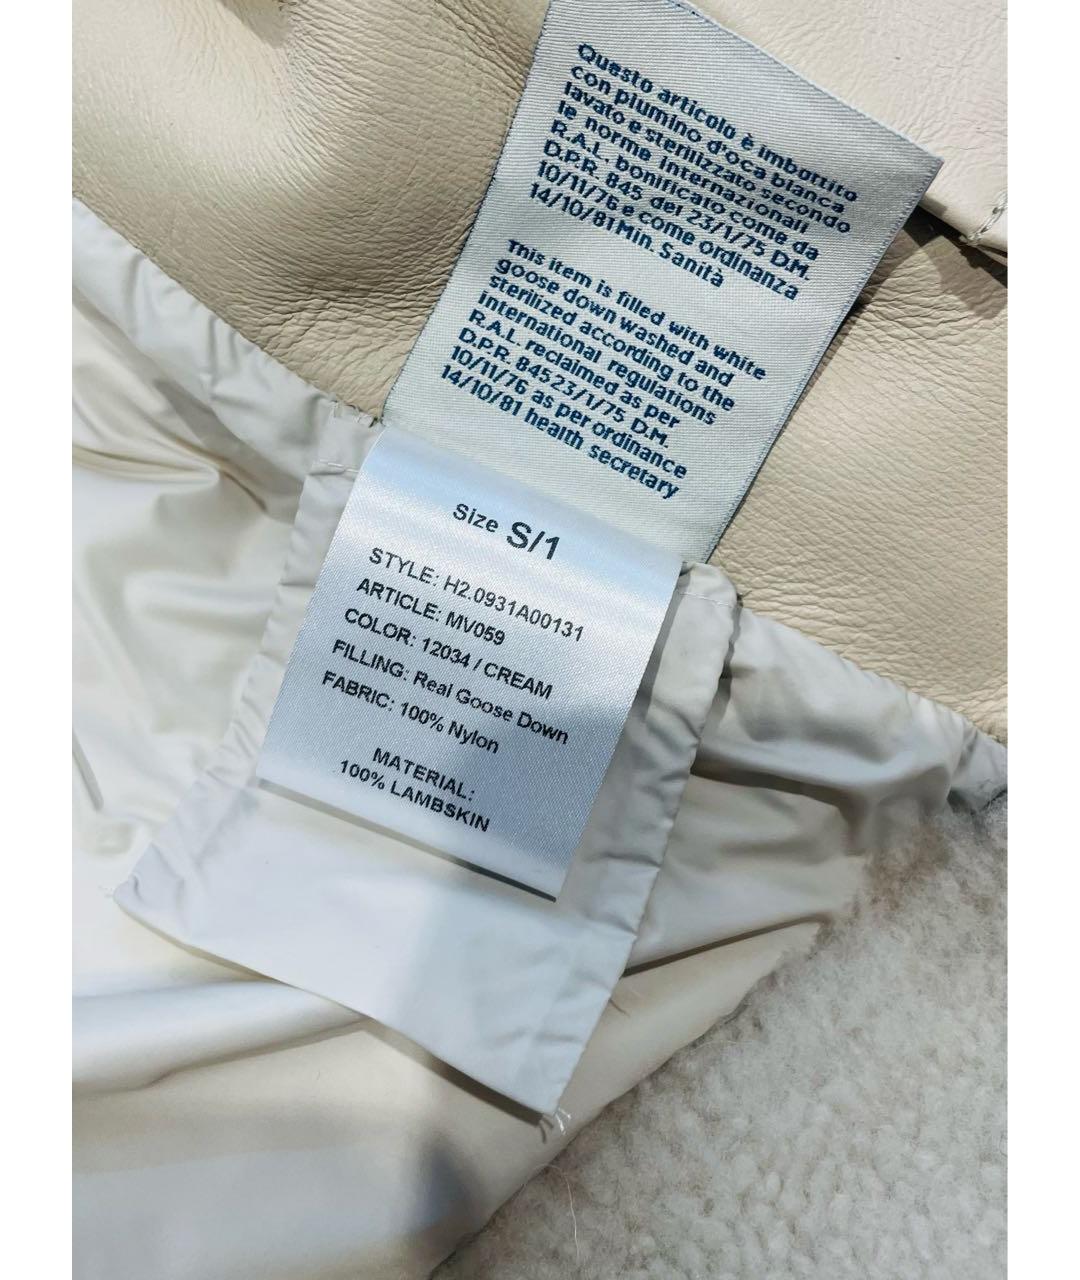 Questo articolo è imbottito
con piumino d'oca bianca
lavato e sterilizzato secondo
le norme internazionali
R.A.L. bonificato come da
D.P.R. 845 del 23/1/75 D.M.
10/11/76 e come ordinanza
14/10/81 Min. Sanità
This item is filled with white
goose down washed and
sterilized according to the
international regulations
R.A.L. reclaimed as per
D.P.R. 84523/1/75 D.M.
10/11/76 as per ordinance
14/10/81 health secretary
Size S/1
STYLE: H2.0931A00131
ARTICLE: MV059
COLOR: 12034 / CREAM
FILLING: Real Goose Down
FABRIC: 100% Nylon
MATERIAL:
100% LAMBSKIN